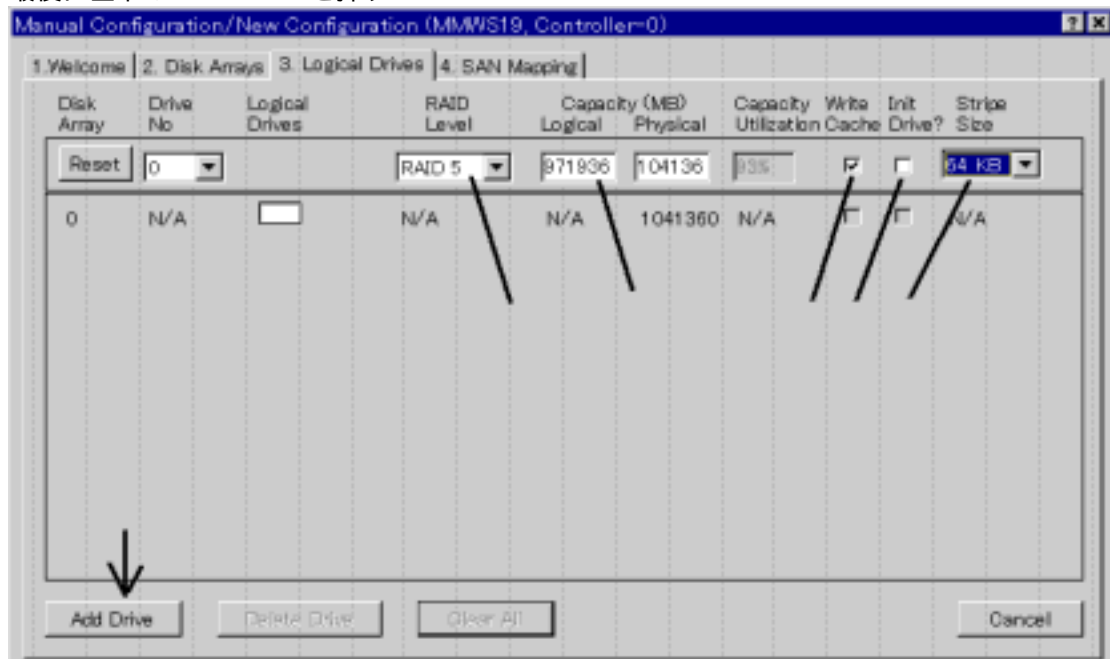 Manual Configuration/New Configuration (MMWS19, Controller=0)
1.Welcome 2. Disk Arrays 3. Logical Drives 4. SAN Mapping
Disk Array Drive No Logical Drives RAID Level Capacity (MB) Logical Physical Capacity Utilization Write Cache Init Drive? Stripe Size
Reset 0 RAID 5 971936 104136 93% 64 KB
0 N/A N/A N/A 1041360 N/A N/A
Add Drive Delete Drive Clear All Cancel